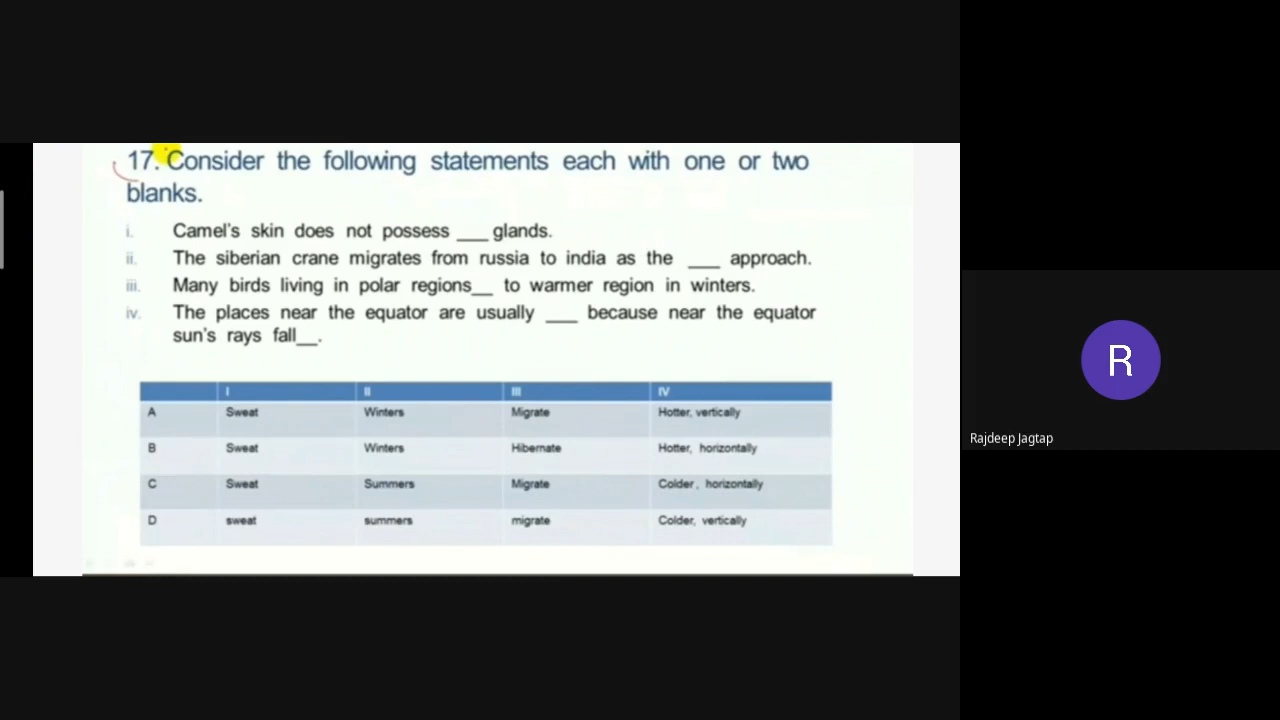 17. Consider the following statements each with one or two
blanks.
i. Camel's skin does not possess ___ glands.
ii. The siberian crane migrates from russia to india as the ___ approach.
iii. Many birds living in polar regions__ to warmer region in winters.
iv. The places near the equator are usually ___ because near the equator
sun's rays fall__.
I II III IV
A Sweat Winters Migrate Hotter, vertically
B Sweat Winters Hibernate Hotter, horizontally
C Sweat Summers Migrate Colder, horizontally
D sweat summers migrate Colder, vertically
R
Rajdeep Jagtap